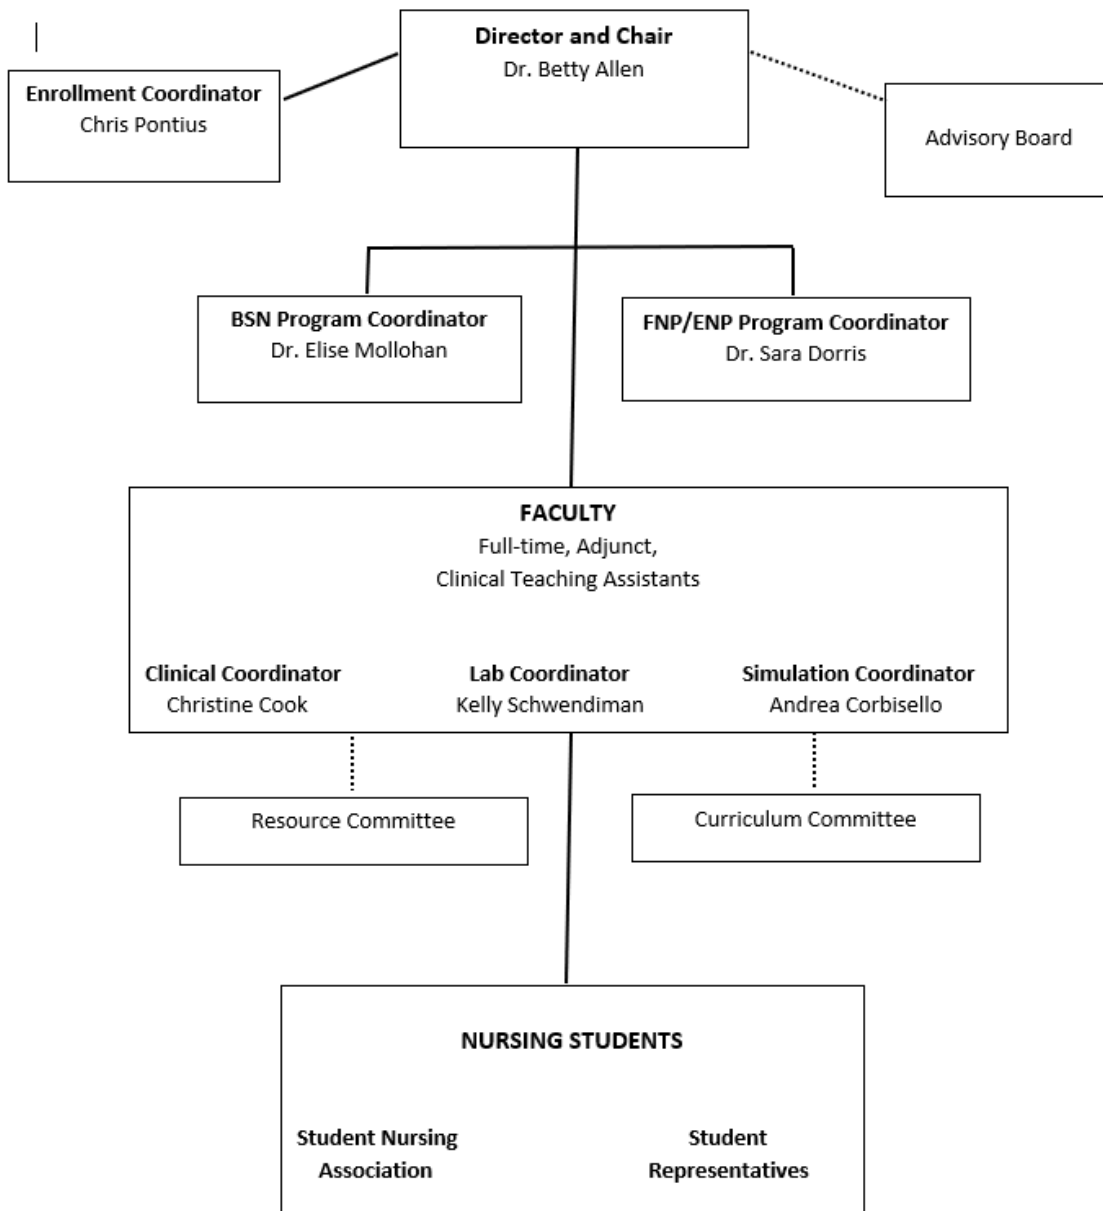 Director and Chair
Dr. Betty Allen
Enrollment Coordinator
Chris Pontius
Advisory Board
BSN Program Coordinator
Dr. Elise Mollohan
FNP/ENP Program Coordinator
Dr. Sara Dorris
FACULTY
Full-time, Adjunct,
Clinical Teaching Assistants
Clinical Coordinator
Christine Cook
Lab Coordinator
Kelly Schwendiman
Simulation Coordinator
Andrea Corbisello
Resource Committee
Curriculum Committee
NURSING STUDENTS
Student Nursing
Association
Student
Representatives